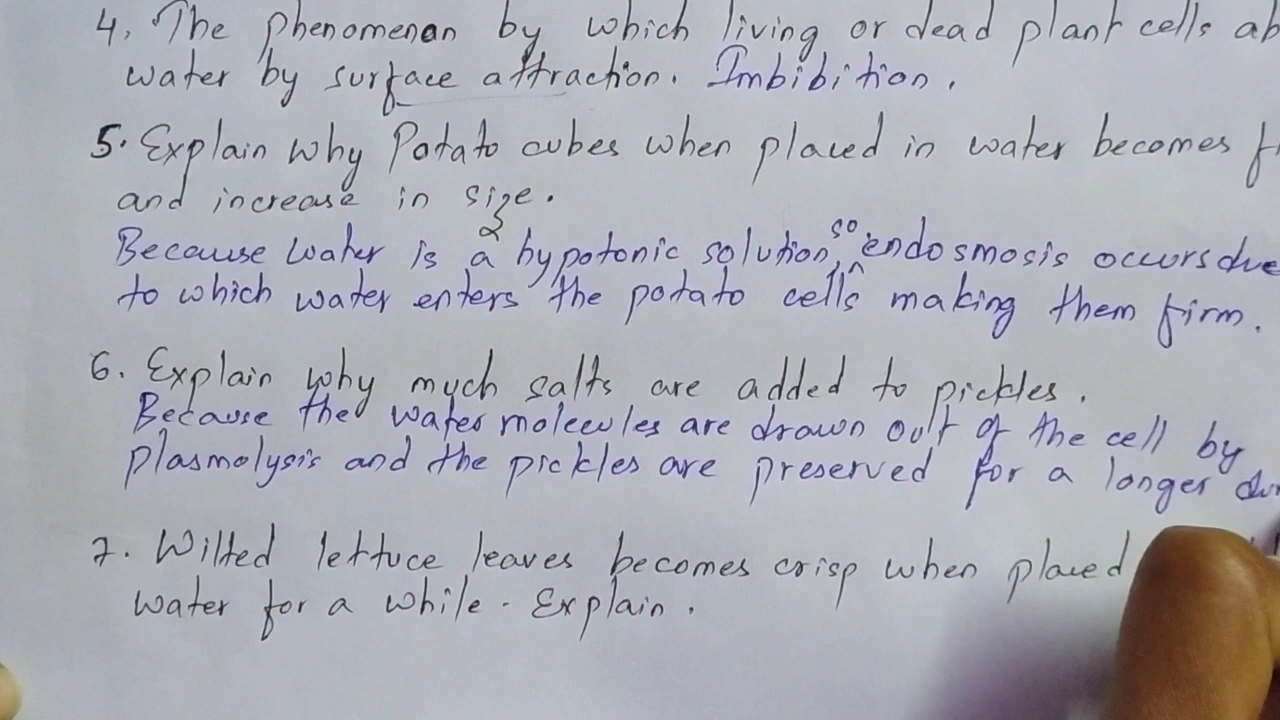 4. The phenomenon by which living or dead plant cells ab
water by surface attraction. Imbibition.
5. Explain why Potato cubes when placed in water becomes f
and increase in size.
Because water is a hypotonic solution, so endosmosis occurs due
to which water enters the potato cells making them firm.
6. Explain why much salts are added to pickles.
Because the water molecules are drawn out of the cell by
plasmolysis and the pickles are preserved for a longer du
7. Wilted lettuce leaves becomes crisp when placed
water for a while. Explain.